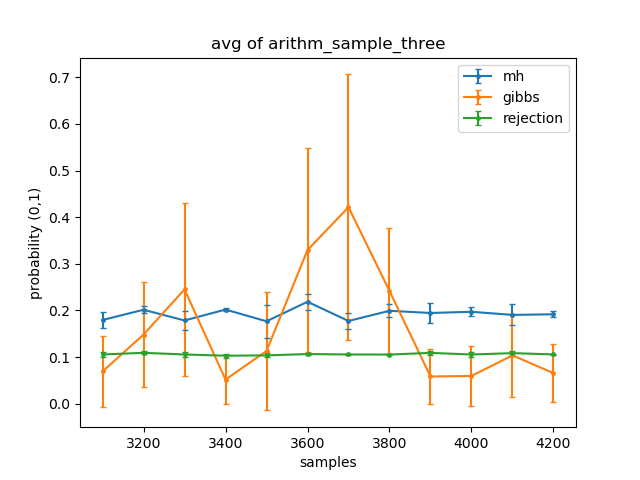 avg of arithm_sample_three
mh
gibbs
rejection
probability (0,1)
0.7
0.6
0.5
0.4
0.3
0.2
0.1
0.0
3200 3400 3600 3800 4000 4200
samples